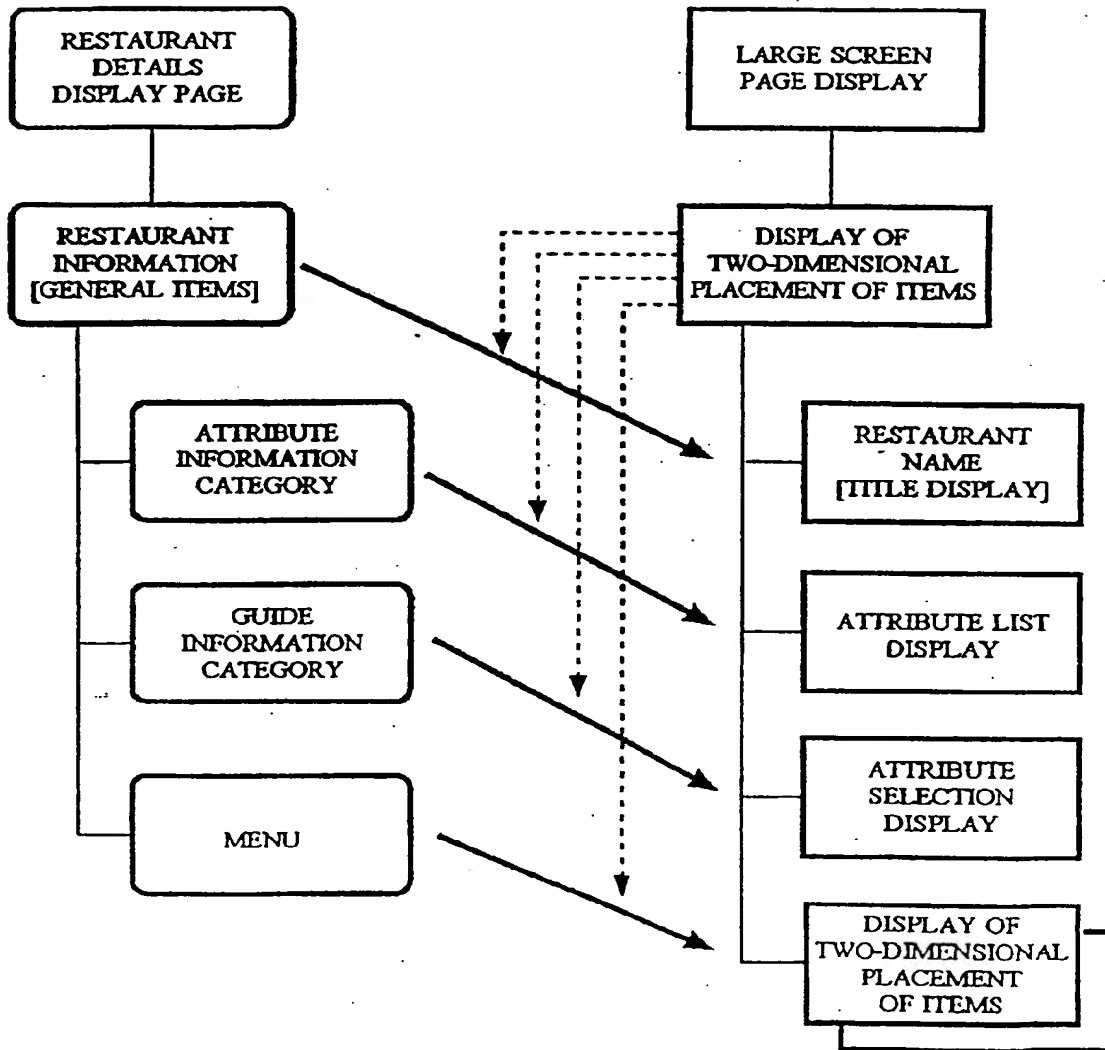 RESTAURANT
DETAILS
DISPLAY PAGE
LARGE SCREEN
PAGE DISPLAY
RESTAURANT
INFORMATION
[GENERAL ITEMS]
DISPLAY OF
TWO-DIMENSIONAL
PLACEMENT OF ITEMS
ATTRIBUTE
INFORMATION
CATEGORY
RESTAURANT
NAME
[TITLE DISPLAY]
GUIDE
INFORMATION
CATEGORY
ATTRIBUTE LIST
DISPLAY
MENU
ATTRIBUTE
SELECTION
DISPLAY
DISPLAY OF
TWO-DIMENSIONAL
PLACEMENT
OF ITEMS